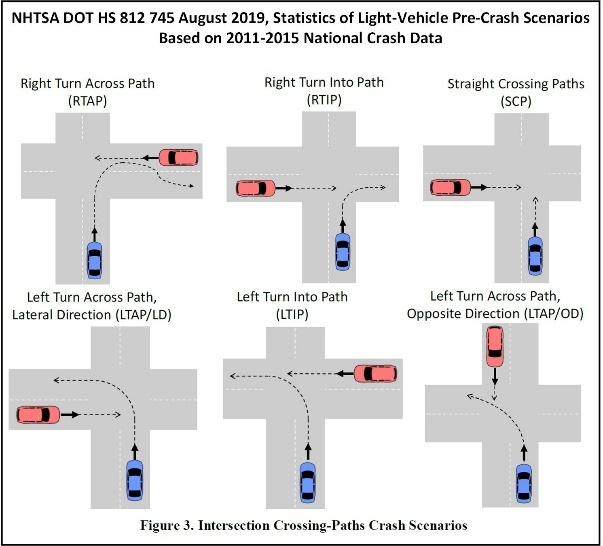 NHTSA DOT HS 812 745 August 2019, Statistics of Light-Vehicle Pre-Crash Scenarios
Based on 2011-2015 National Crash Data
Right Turn Across Path
(RTAP)
Right Turn Into Path
(RTIP)
Straight Crossing Paths
(SCP)
Left Turn Across Path,
Lateral Direction (LTAP/LD)
Left Turn Into Path
(LTIP)
Left Turn Across Path,
Opposite Direction (LTAP/OD)
Figure 3. Intersection Crossing-Paths Crash Scenarios